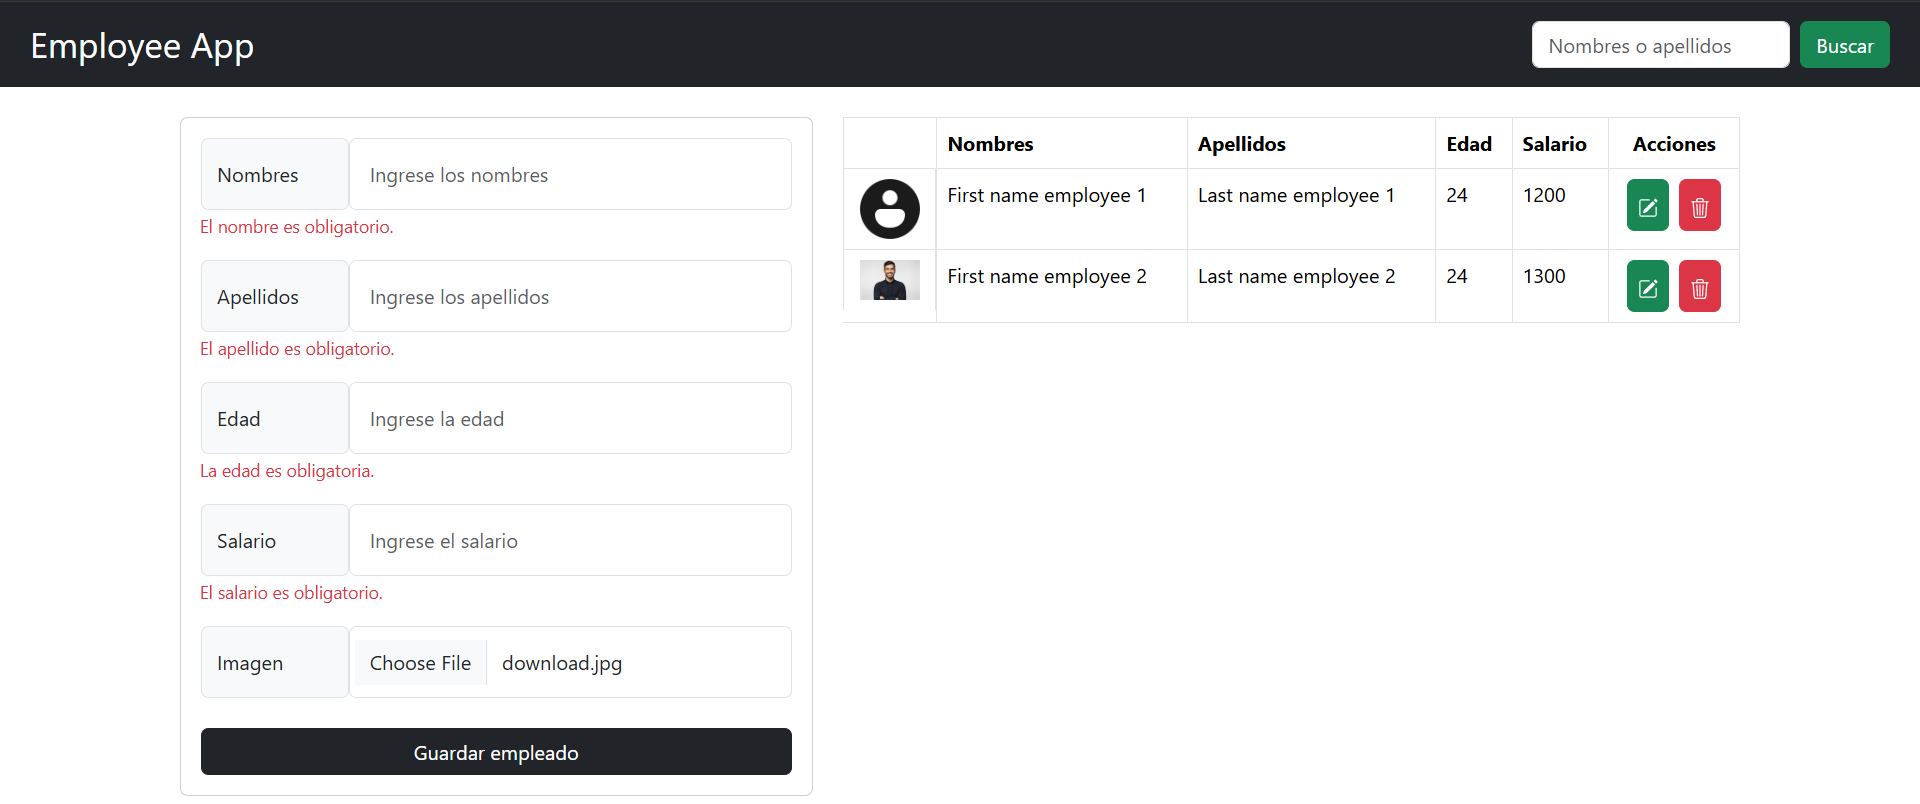 Employee App
Nombres o apellidos
Buscar
Nombres
Ingrese los nombres
El nombre es obligatorio.
Apellidos
Ingrese los apellidos
El apellido es obligatorio.
Edad
Ingrese la edad
La edad es obligatoria.
Salario
Ingrese el salario
El salario es obligatorio.
Imagen
Choose File download.jpg
Guardar empleado
Nombres Apellidos Edad Salario Acciones
First name employee 1 Last name employee 1 24 1200
First name employee 2 Last name employee 2 24 1300